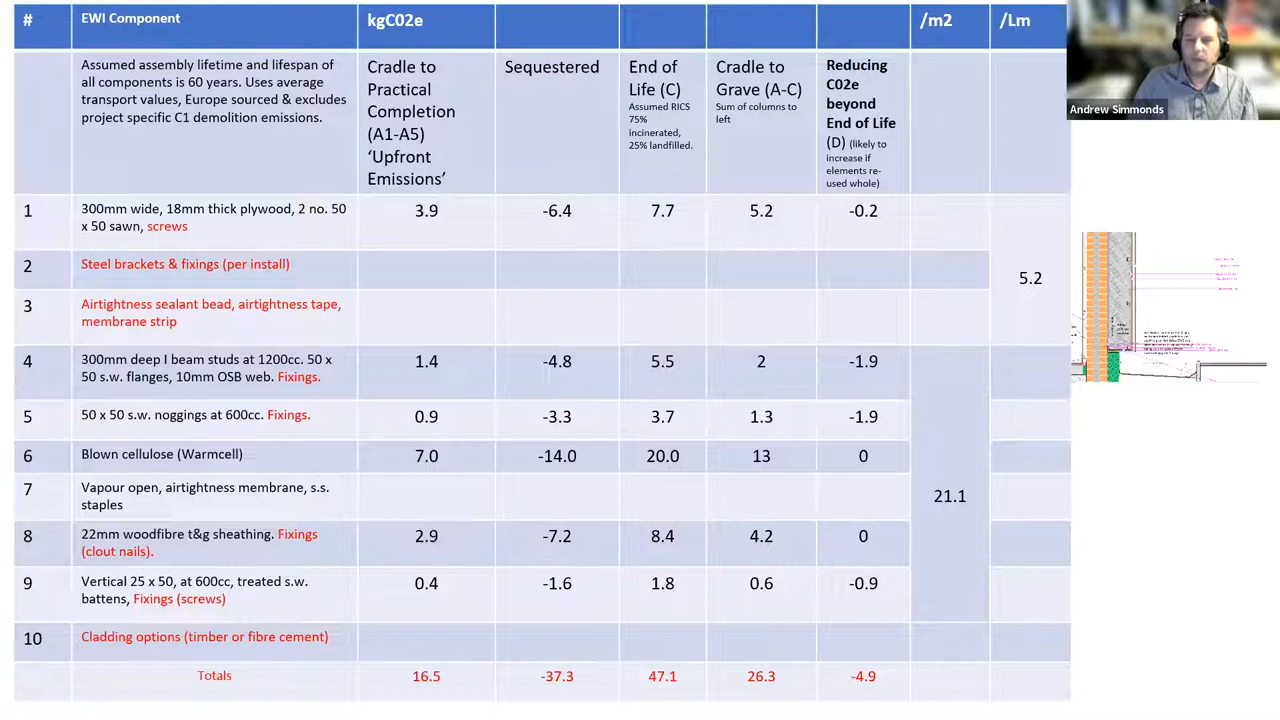 # EWI Component kgC02e /m2 /Lm
Assumed assembly lifetime and lifespan of
all components is 60 years. Uses average
transport values, Europe sourced & excludes
project specific C1 demolition emissions.
Cradle to
Practical
Completion
(A1-A5)
‘Upfront
Emissions’
Sequestered
End of
Life (C)
Assumed RICS
75%
incinerated,
25% landfilled.
Cradle to
Grave (A-C)
Sum of columns to
left
Reducing
C02e
beyond
End of Life
(D) (likely to
increase if
elements re-
used whole)
1 300mm wide, 18mm thick plywood, 2 no. 50
x 50 sawn, screws
3.9 -6.4 7.7 5.2 -0.2
2 Steel brackets & fixings (per install)
5.2
3 Airtightness sealant bead, airtightness tape,
membrane strip
4 300mm deep I beam studs at 1200cc. 50 x
50 s.w. flanges, 10mm OSB web. Fixings.
1.4 -4.8 5.5 2 -1.9
5 50 x 50 s.w. noggings at 600cc. Fixings. 0.9 -3.3 3.7 1.3 -1.9
6 Blown cellulose (Warmcell) 7.0 -14.0 20.0 13 0
7 Vapour open, airtightness membrane, s.s.
staples
21.1
8 22mm woodfibre t&g sheathing. Fixings
(clout nails).
2.9 -7.2 8.4 4.2 0
9 Vertical 25 x 50, at 600cc, treated s.w.
battens, Fixings (screws)
0.4 -1.6 1.8 0.6 -0.9
10 Cladding options (timber or fibre cement)
Totals 16.5 -37.3 47.1 26.3 -4.9
Andrew Simmonds